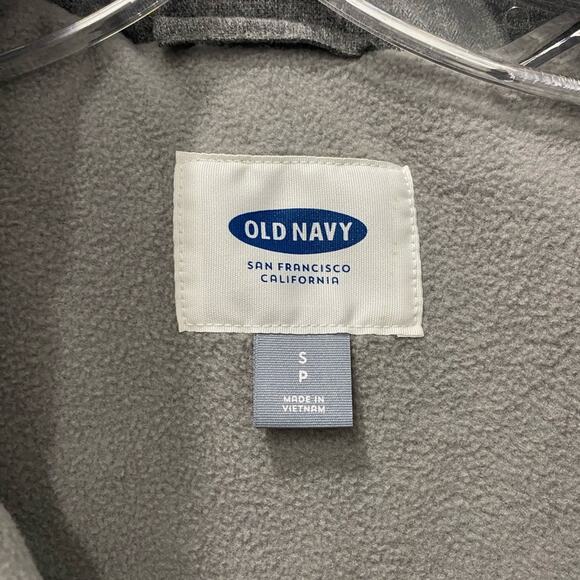 OLD NAVY
SAN FRANCISCO
CALIFORNIA
S
P
MADE IN
VIETNAM